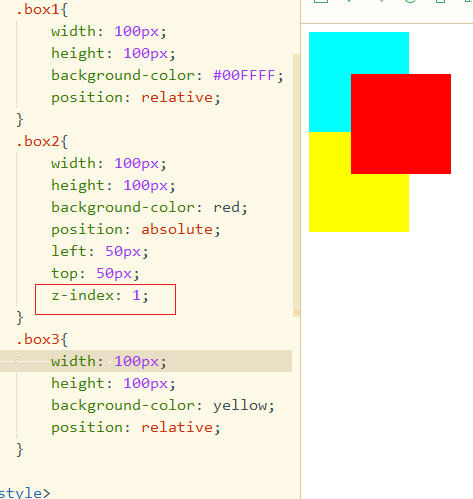 .box1{
width: 100px;
height: 100px;
background-color: #00FFFF;
position: relative;
}
.box2{
width: 100px;
height: 100px;
background-color: red;
position: absolute;
left: 50px;
top: 50px;
z-index: 1;
}
.box3{
width: 100px;
height: 100px;
background-color: yellow;
position: relative;
}
style>